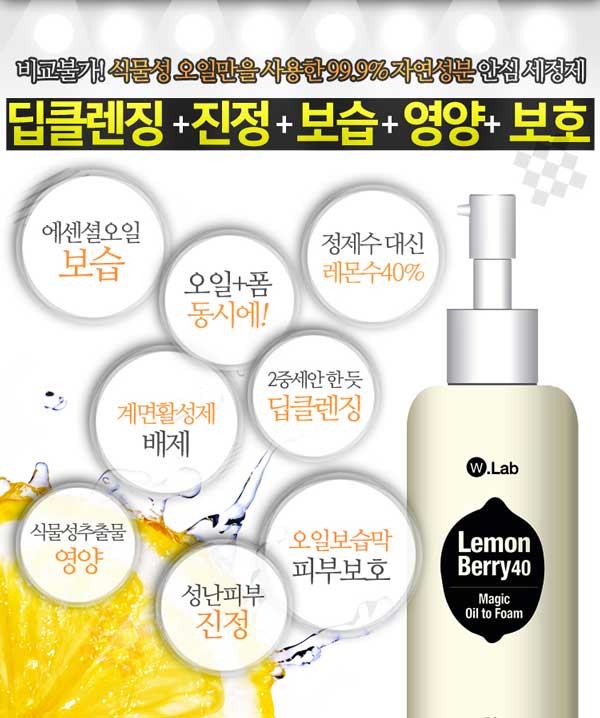 비교불가! 식물성 오일만을 사용한 99.9% 자연성분 안심 세정제
딥클렌징 + 진정 + 보습 + 영양 + 보호
에센셜오일
보습
오일+폼
동시에!
정제수 대신
레몬수40%
계면활성제
배제
2중세안 한 듯
딥클렌징
식물성추출물
영양
성난피부
진정
오일보습막
피부보호
W.Lab
Lemon
Berry40
Magic
Oil to Foam